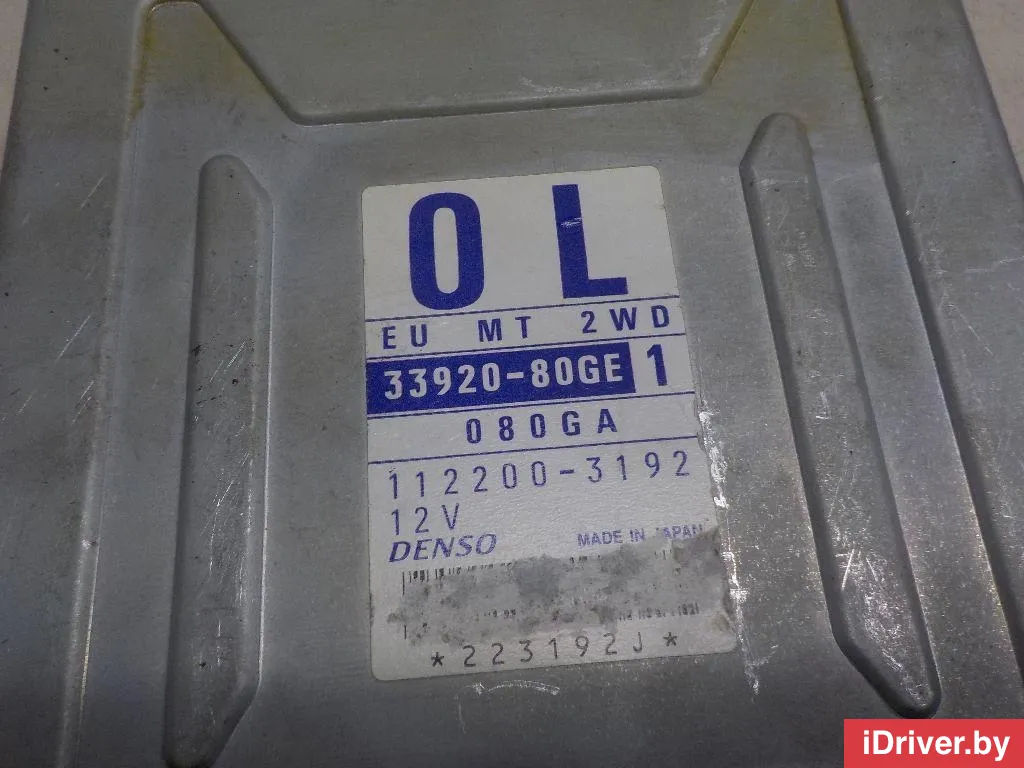 0 L
EU MT 2WD
33920-80GE 1
080GA
112200-3192
12V
DENSO MADE IN JAPAN
*223192J*
iDriver.by